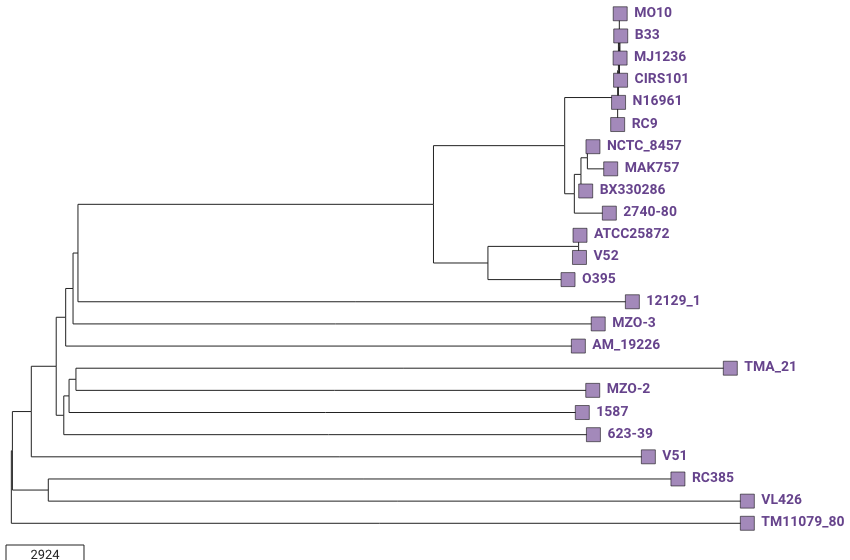 MO10
B33
MJ1236
CIRS101
N16961
RC9
NCTC_8457
MAK757
BX330286
2740-80
ATCC25872
V52
O395
12129_1
MZO-3
AM_19226
TMA_21
MZO-2
1587
623-39
V51
RC385
VL426
TM11079_80
2924